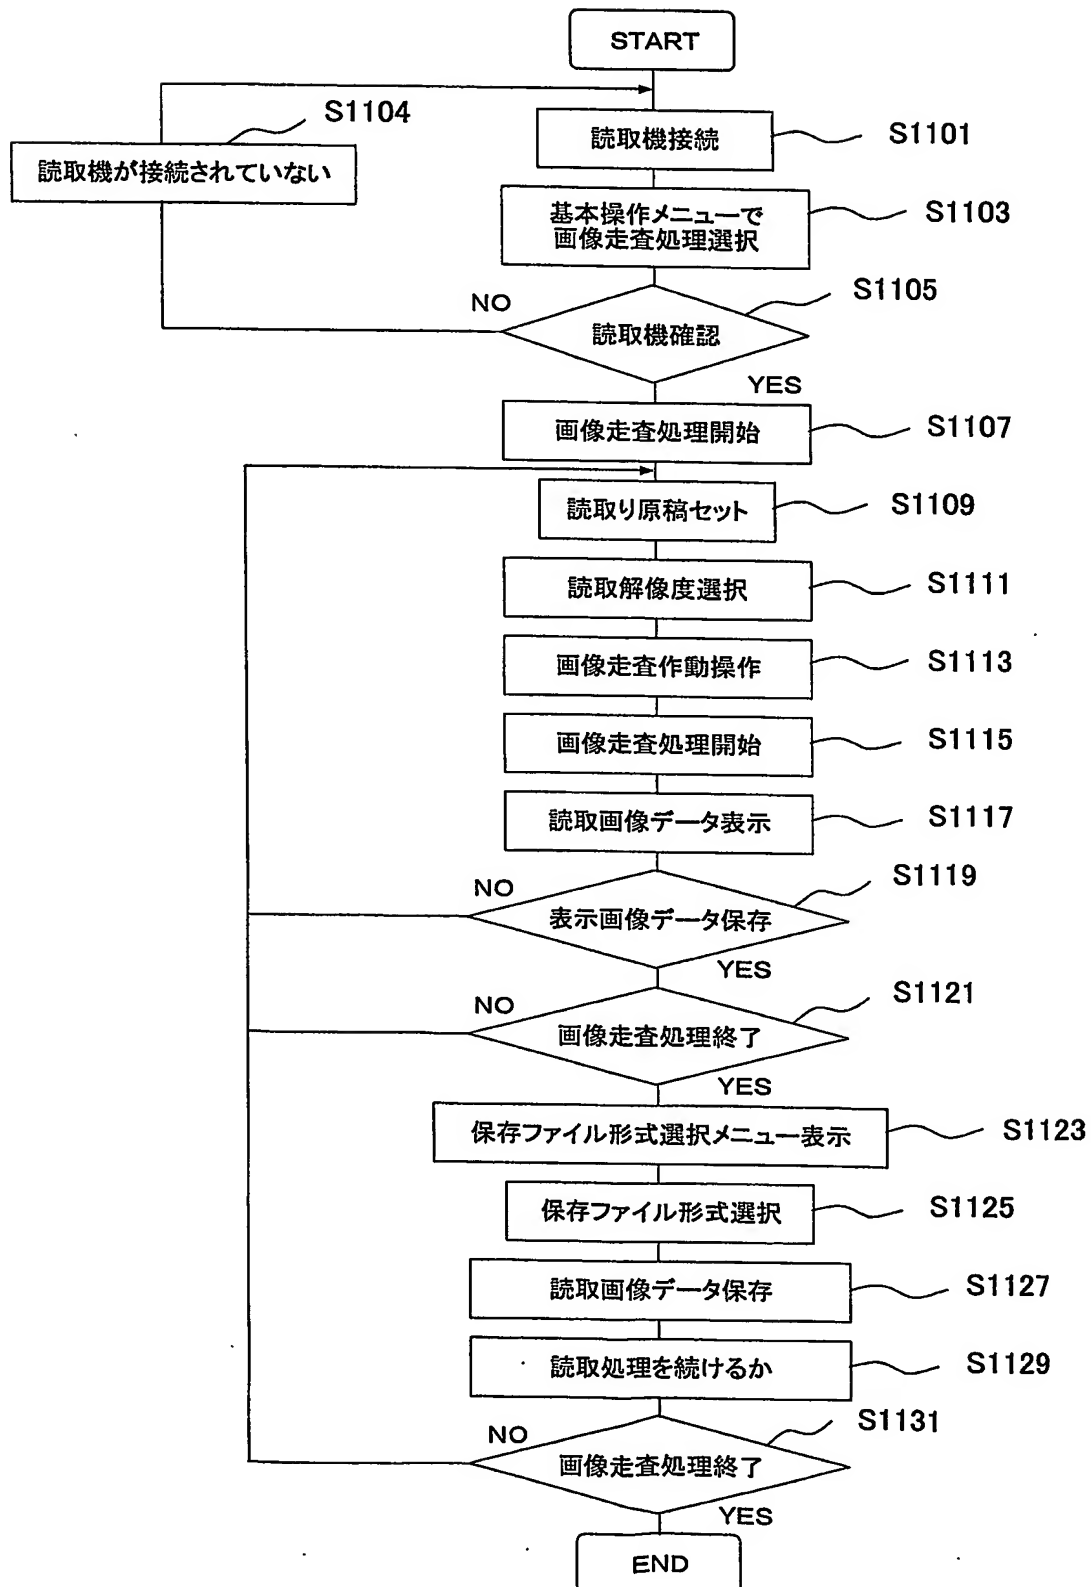 START
S1104
読取機接続
S1101
読取機が接続されていない
基本操作メニューで
画像走査処理選択
S1103
S1105
NO
読取機確認
YES
画像走査処理開始
S1107
読取り原稿セット
S1109
読取解像度選択
S1111
画像走査作動操作
S1113
画像走査処理開始
S1115
読取画像データ表示
S1117
S1119
NO
表示画像データ保存
YES
S1121
NO
画像走査処理終了
YES
保存ファイル形式選択メニュー表示
S1123
保存ファイル形式選択
S1125
読取画像データ保存
S1127
読取処理を続けるか
S1129
S1131
NO
画像走査処理終了
YES
END